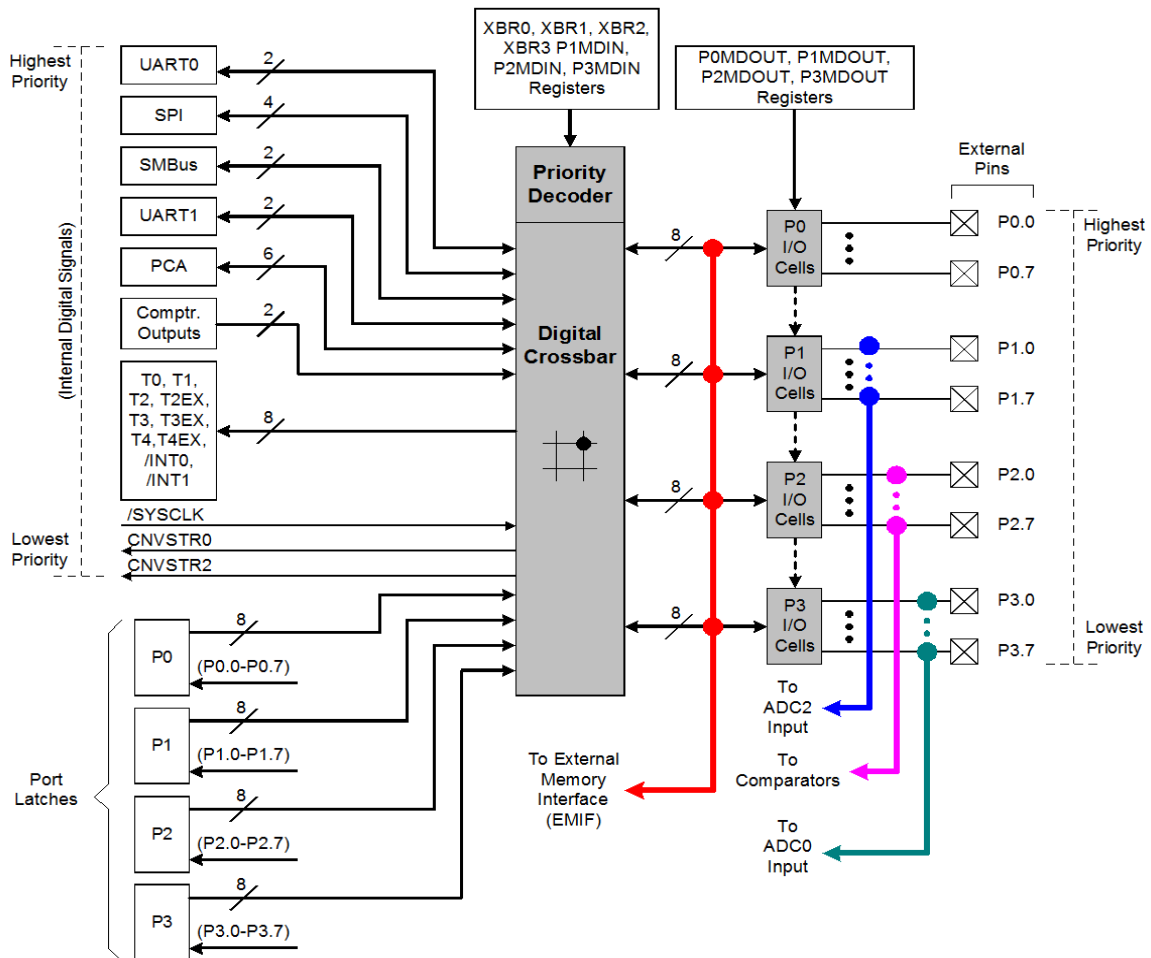 XBR0, XBR1, XBR2,
XBR3 P1MDIN,
P2MDIN, P3MDIN
Registers
P0MDOUT, P1MDOUT,
P2MDOUT, P3MDOUT
Registers
Highest
Priority
(Internal Digital Signals)
Lowest
Priority
UART0
2
SPI
4
SMBus
2
UART1
2
PCA
6
Comptr.
Outputs
2
T0, T1,
T2, T2EX,
T3, T3EX,
T4,T4EX,
/INT0,
/INT1
8
/SYSCLK
CNVSTR0
CNVSTR2
Port
Latches
P0
8
(P0.0-P0.7)
P1
8
(P1.0-P1.7)
P2
8
(P2.0-P2.7)
P3
8
(P3.0-P3.7)
Priority
Decoder
Digital
Crossbar
8
8
8
8
P0
I/O
Cells
P1
I/O
Cells
P2
I/O
Cells
P3
I/O
Cells
External
Pins
P0.0
P0.7
P1.0
P1.7
P2.0
P2.7
P3.0
P3.7
Highest
Priority
Lowest
Priority
To External
Memory
Interface
(EMIF)
To
ADC2
Input
To
Comparators
To
ADC0
Input